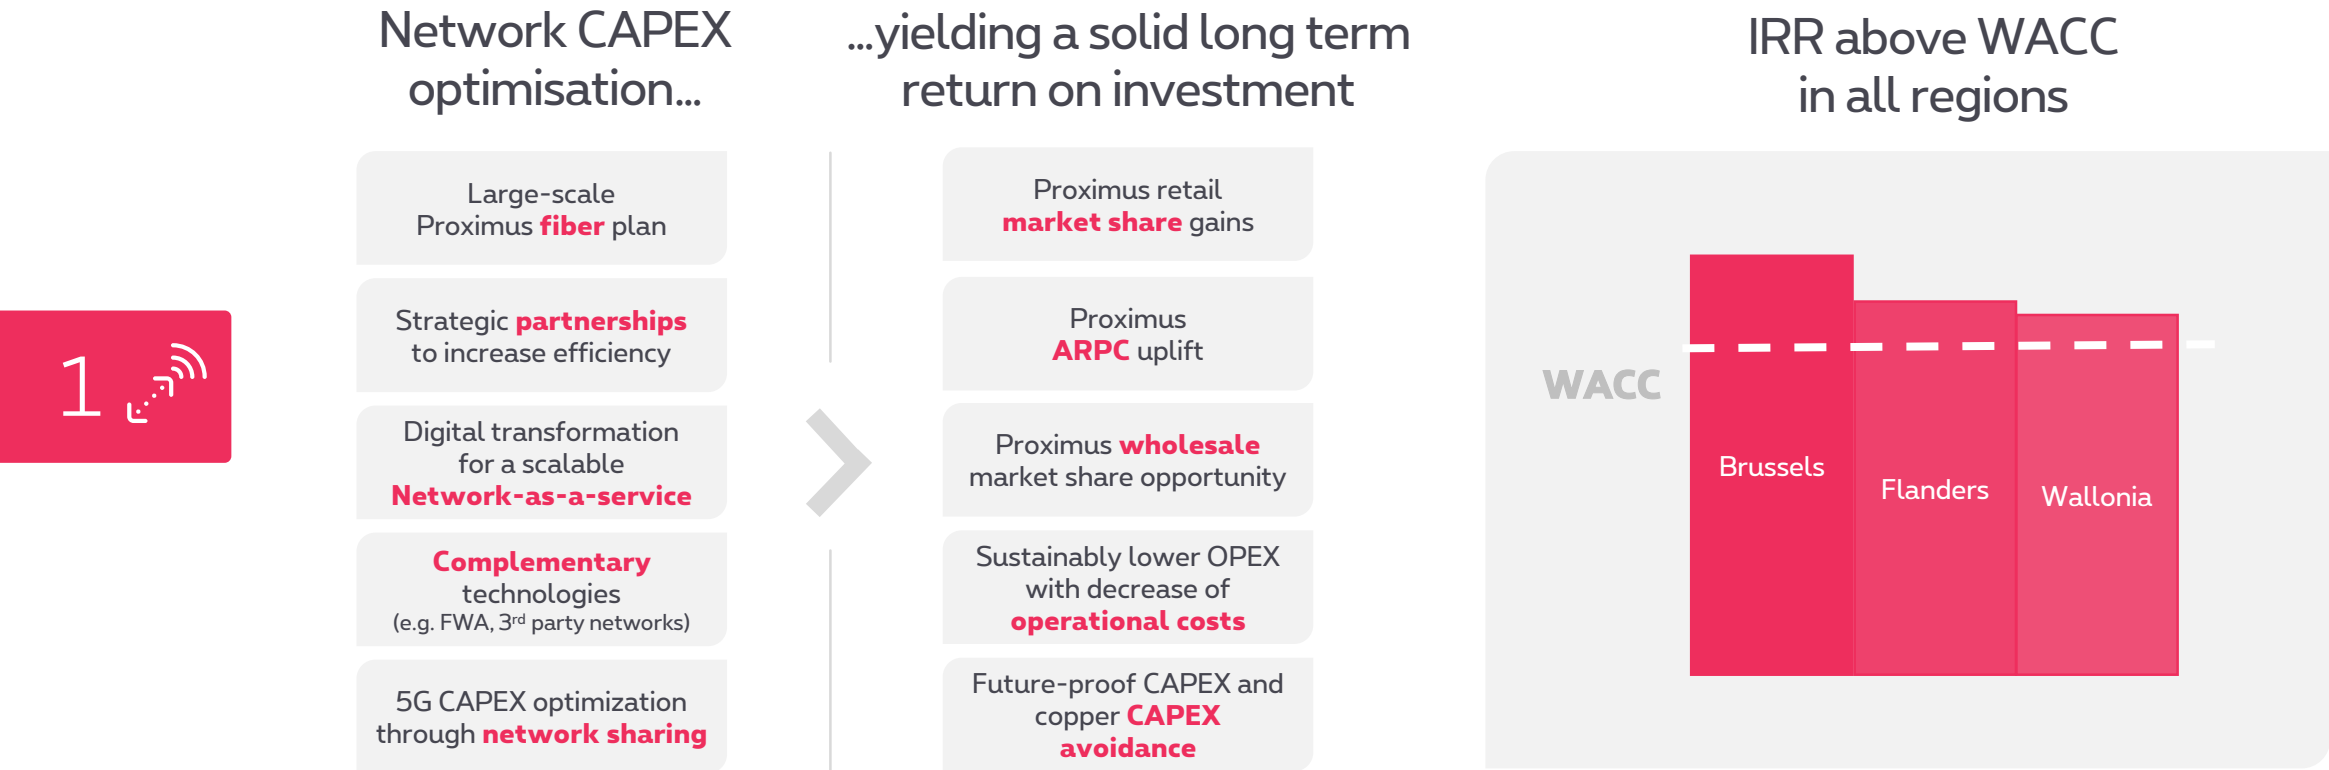 Network CAPEX
optimisation...
...yielding a solid long term
return on investment
IRR above WACC
in all regions
1
Large-scale
Proximus fiber plan
Strategic partnerships
to increase efficiency
Digital transformation
for a scalable
Network-as-a-service
Complementary
technologies
(e.g. FWA, 3rd party networks)
5G CAPEX optimization
through network sharing
Proximus retail
market share gains
Proximus
ARPC uplift
Proximus wholesale
market share opportunity
Sustainably lower OPEX
with decrease of
operational costs
Future-proof CAPEX and
copper CAPEX
avoidance
WACC
Brussels
Flanders
Wallonia